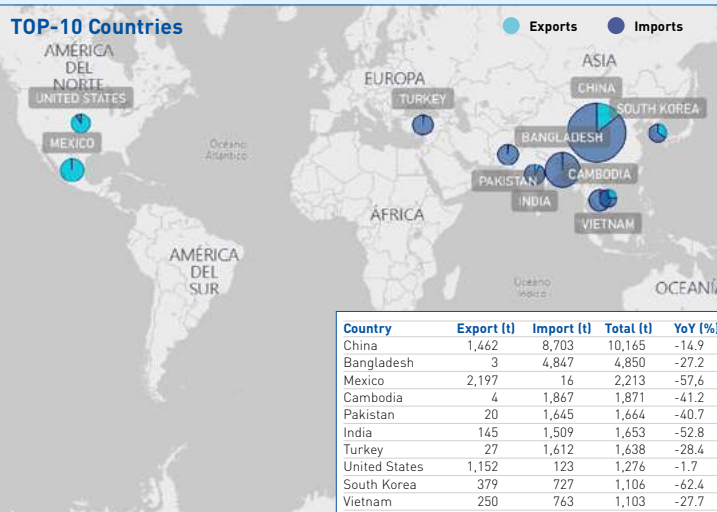 TOP-10 Countries
Exports
Imports
AMÉRICA
DEL
NORTE
UNITED STATES
MEXICO
Océano
Atlántico
EUROPA
TURKEY
ASIA
CHINA
SOUTH KOREA
BANGLADESH
PAKISTAN
CAMBODIA
INDIA
VIETNAM
ÁFRICA
AMÉRICA
DEL
SUR
Océano
Índico
OCEANÍA
Country Export (t) Import (t) Total (t) YoY (%)
China 1,462 8,703 10,165 -14.9
Bangladesh 3 4,847 4,850 -27.2
Mexico 2,197 16 2,213 -57,6
Cambodia 4 1,867 1,871 -41.2
Pakistan 20 1,645 1,664 -40.7
India 145 1,509 1,653 -52.8
Turkey 27 1,612 1,638 -28.4
United States 1,152 123 1,276 -1.7
South Korea 379 727 1,106 -62.4
Vietnam 250 763 1,103 -27.7